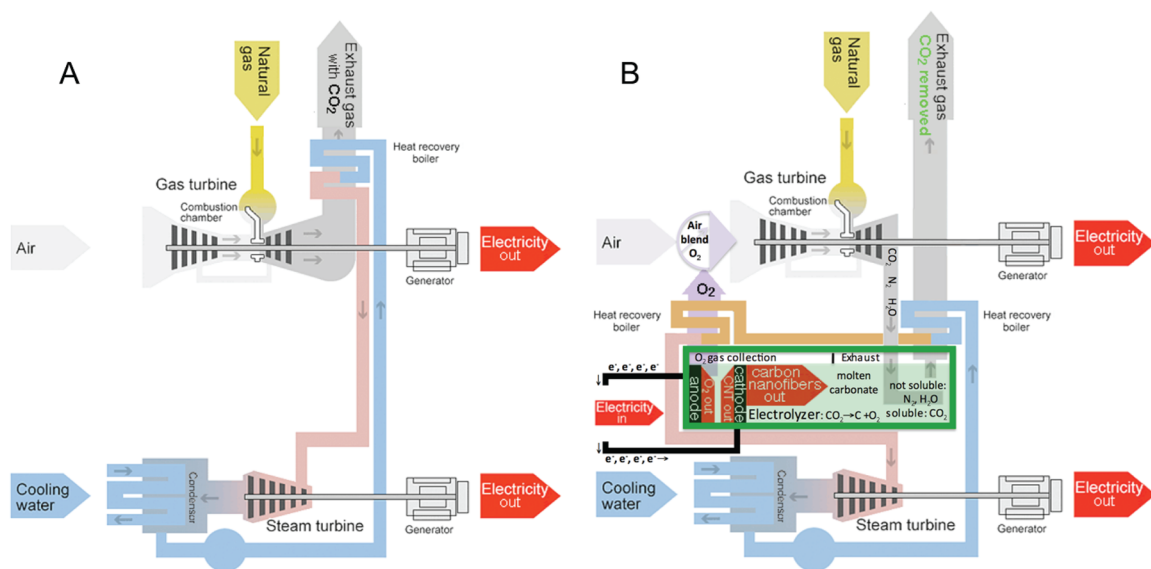 A
Natural
gas
Exhaust gas
with CO₂
Heat recovery
boiler
Gas turbine
Combustion
chamber
Air
Electricity
out
Generator
Cooling
water
Condensor
Steam turbine
Electricity
out
Generator
B
Natural
gas
Exhaust gas
CO₂ removed
Gas turbine
Combustion
chamber
Air
Air
blend
O₂
Electricity
out
Generator
CO₂ N₂ H₂O
O₂
Heat recovery
boiler
Heat recovery
boiler
O₂ gas collection
Exhaust
e⁻, e⁻, e⁻, e⁻
↓
anode
O₂ out
CNT out
cathode
carbon
nanofibers
out
molten
carbonate
not soluble:
N₂, H₂O
soluble: CO₂
Electricity
in
Electrolyzer: CO₂→C +O₂
↓
e⁻, e⁻, e⁻, e⁻→
Cooling
water
Condensor
Steam turbine
Electricity
out
Generator